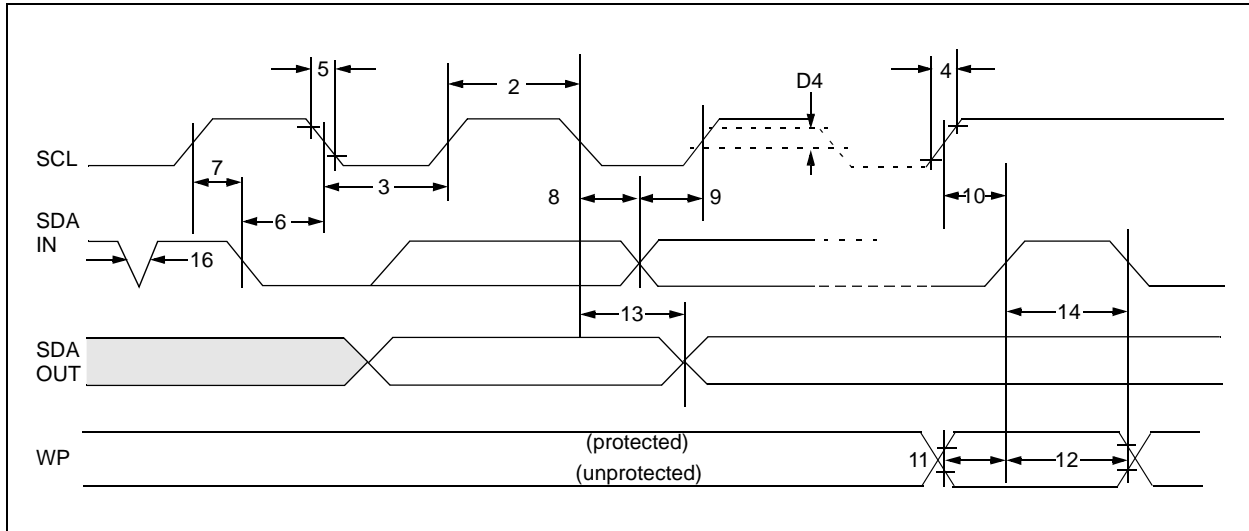 5
2
D4
4
SCL
7
3
8
9
10
SDA
IN
6
16
13
14
SDA
OUT
WP
(protected)
(unprotected)
11
12